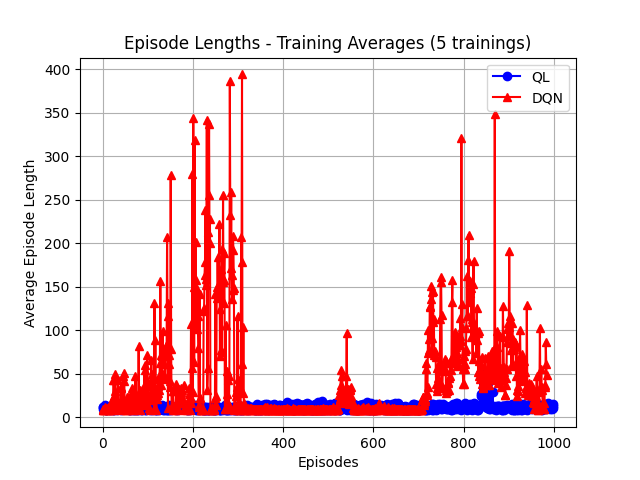 Episode Lengths - Training Averages (5 trainings)
QL
DQN
400
350
300
250
200
150
100
50
0
Average Episode Length
0 200 400 600 800 1000
Episodes